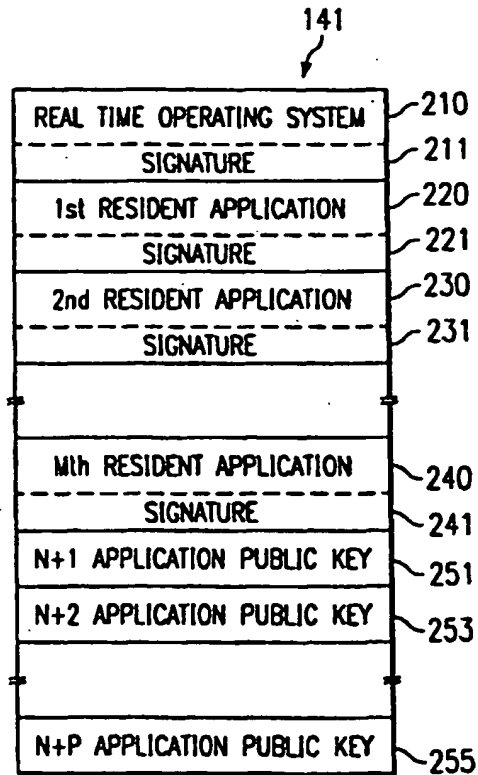 141
REAL TIME OPERATING SYSTEM 210
SIGNATURE 211
1st RESIDENT APPLICATION 220
SIGNATURE 221
2nd RESIDENT APPLICATION 230
SIGNATURE 231
Mth RESIDENT APPLICATION 240
SIGNATURE 241
N+1 APPLICATION PUBLIC KEY 251
N+2 APPLICATION PUBLIC KEY 253
N+P APPLICATION PUBLIC KEY 255